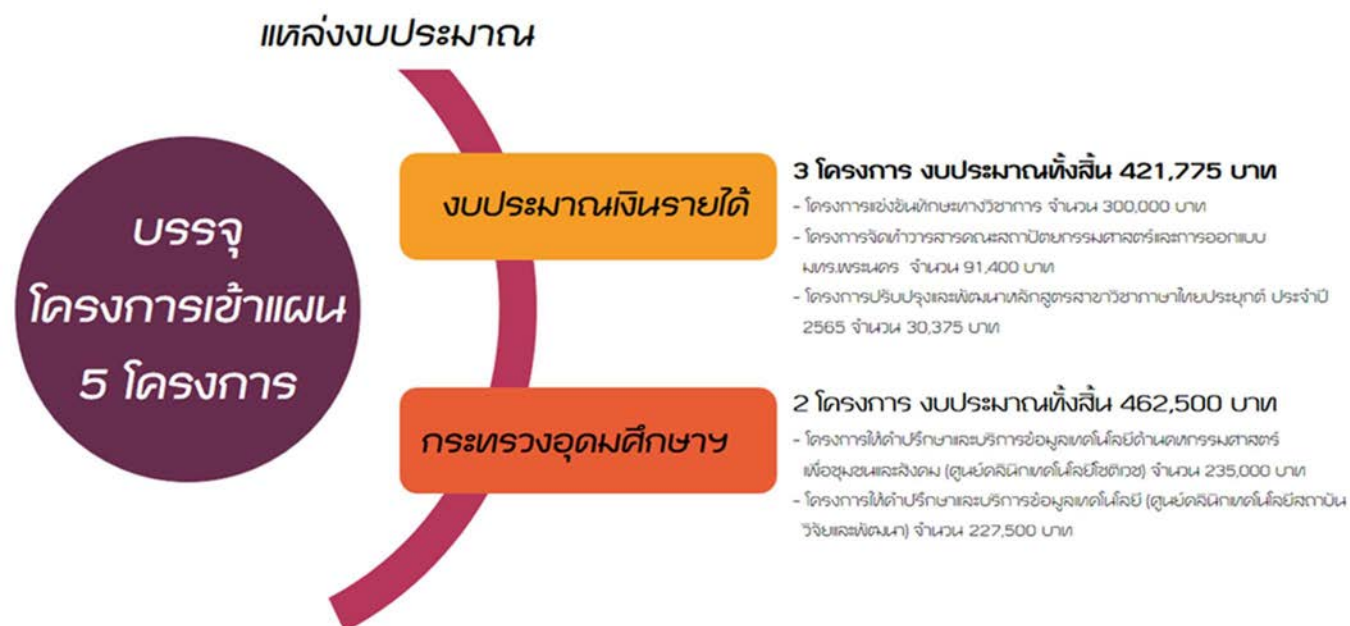 แหล่งงบประมาณ
บรรจุ
โครงการเข้าแผน
5 โครงการ
งบประมาณเงินรายได้
3 โครงการ งบประมาณทั้งสิ้น 421,775 บาท
- โครงการแข่งขันทักษะทางวิชาการ จำนวน 300,000 บาท
- โครงการจัดทำวารสารคณะสถาปัตยกรรมศาสตร์และการออกแบบ
มทร.พระนคร จำนวน 91,400 บาท
- โครงการปรับปรุงและพัฒนาหลักสูตรสาขาวิชาภาษาไทยประยุกต์ ประจำปี
2565 จำนวน 30,375 บาท
กระทรวงอุดมศึกษาฯ
2 โครงการ งบประมาณทั้งสิ้น 462,500 บาท
- โครงการให้คำปรึกษาและบริการข้อมูลเทคโนโลยีด้านคหกรรมศาสตร์
เพื่อชุมชนและสังคม (ศูนย์คลินิกเทคโนโลยีโชติเวช) จำนวน 235,000 บาท
- โครงการให้คำปรึกษาและบริการข้อมูลเทคโนโลยี (ศูนย์คลินิกเทคโนโลยีสถาบัน
วิจัยและพัฒนา) จำนวน 227,500 บาท